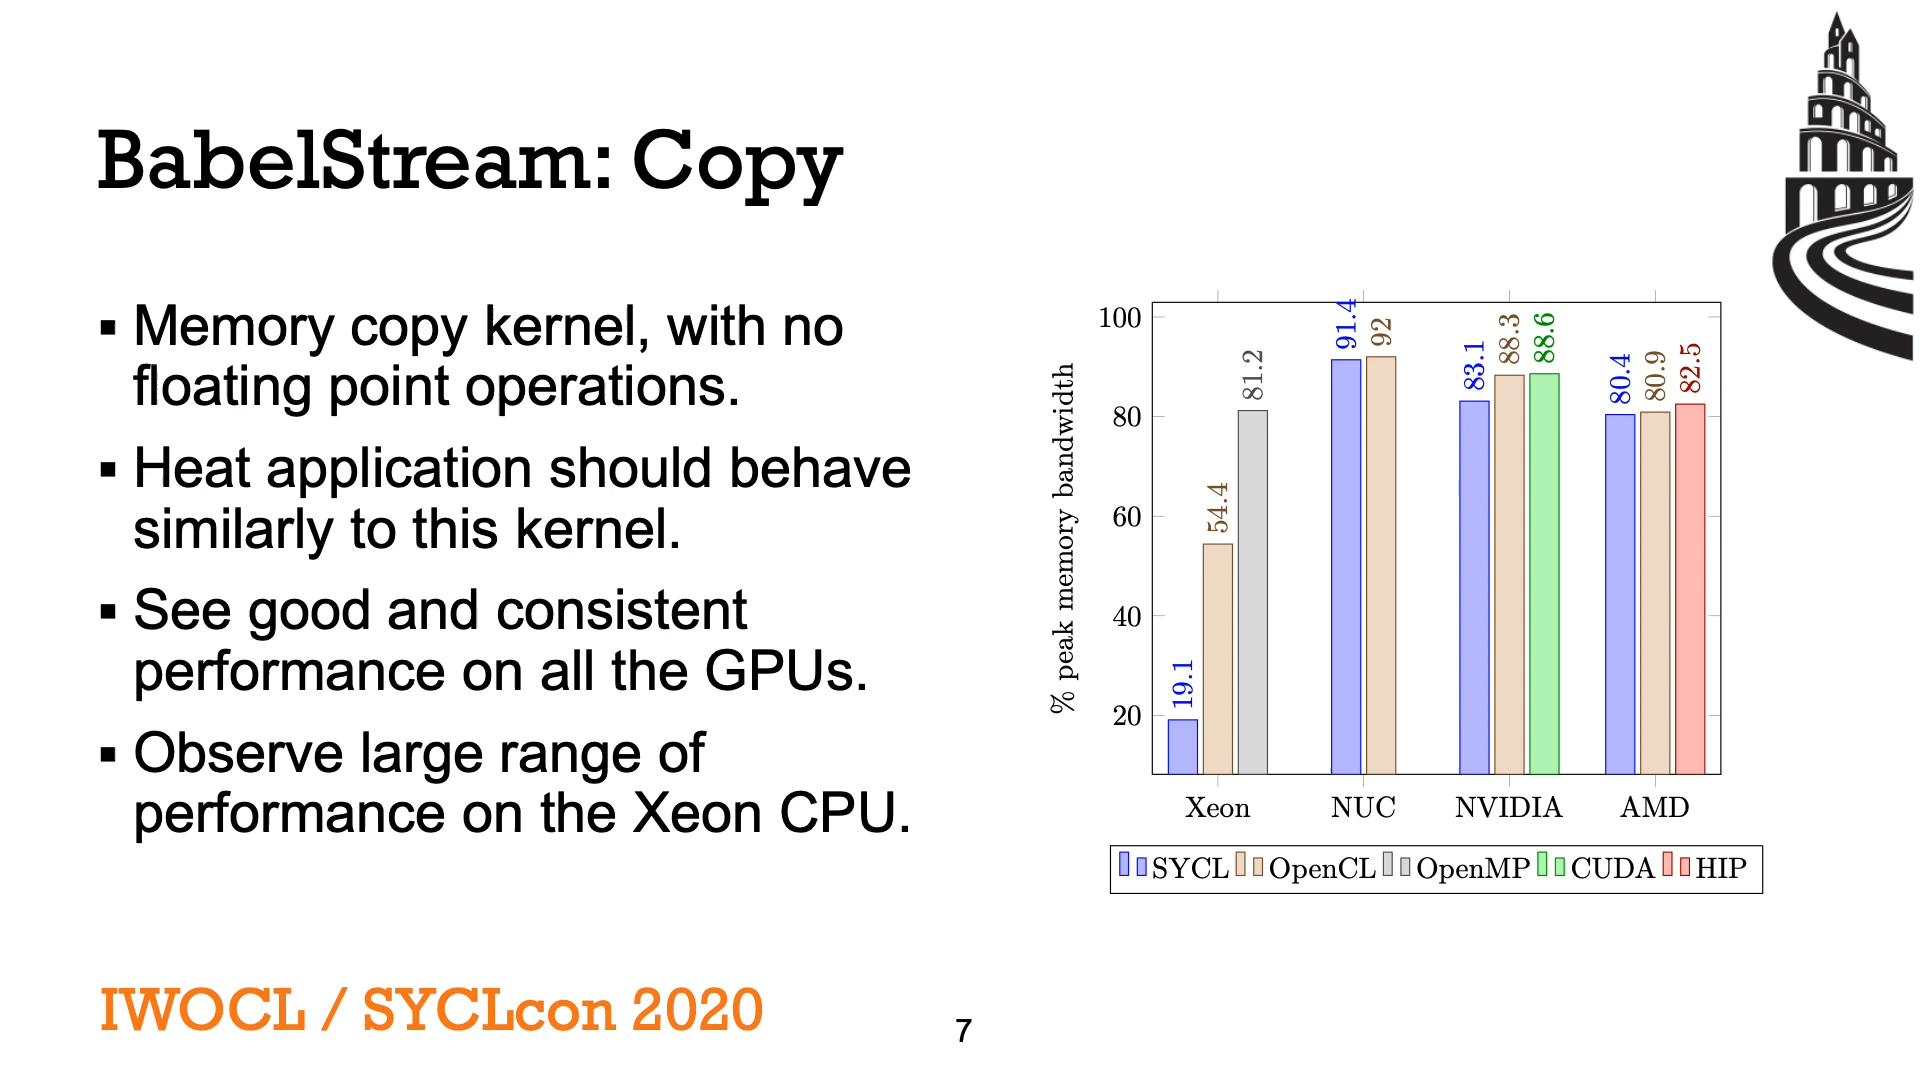 BabelStream: Copy
▪ Memory copy kernel, with no
floating point operations.
▪ Heat application should behave
similarly to this kernel.
▪ See good and consistent
performance on all the GPUs.
▪ Observe large range of
performance on the Xeon CPU.
% peak memory bandwidth
100
80
60
40
20
19.1
54.4
81.2
91.4
92
83.1
88.3
88.6
80.4
80.9
82.5
Xeon
NUC
NVIDIA
AMD
SYCL OpenCL OpenMP CUDA HIP
IWOCL / SYCLcon 2020
7